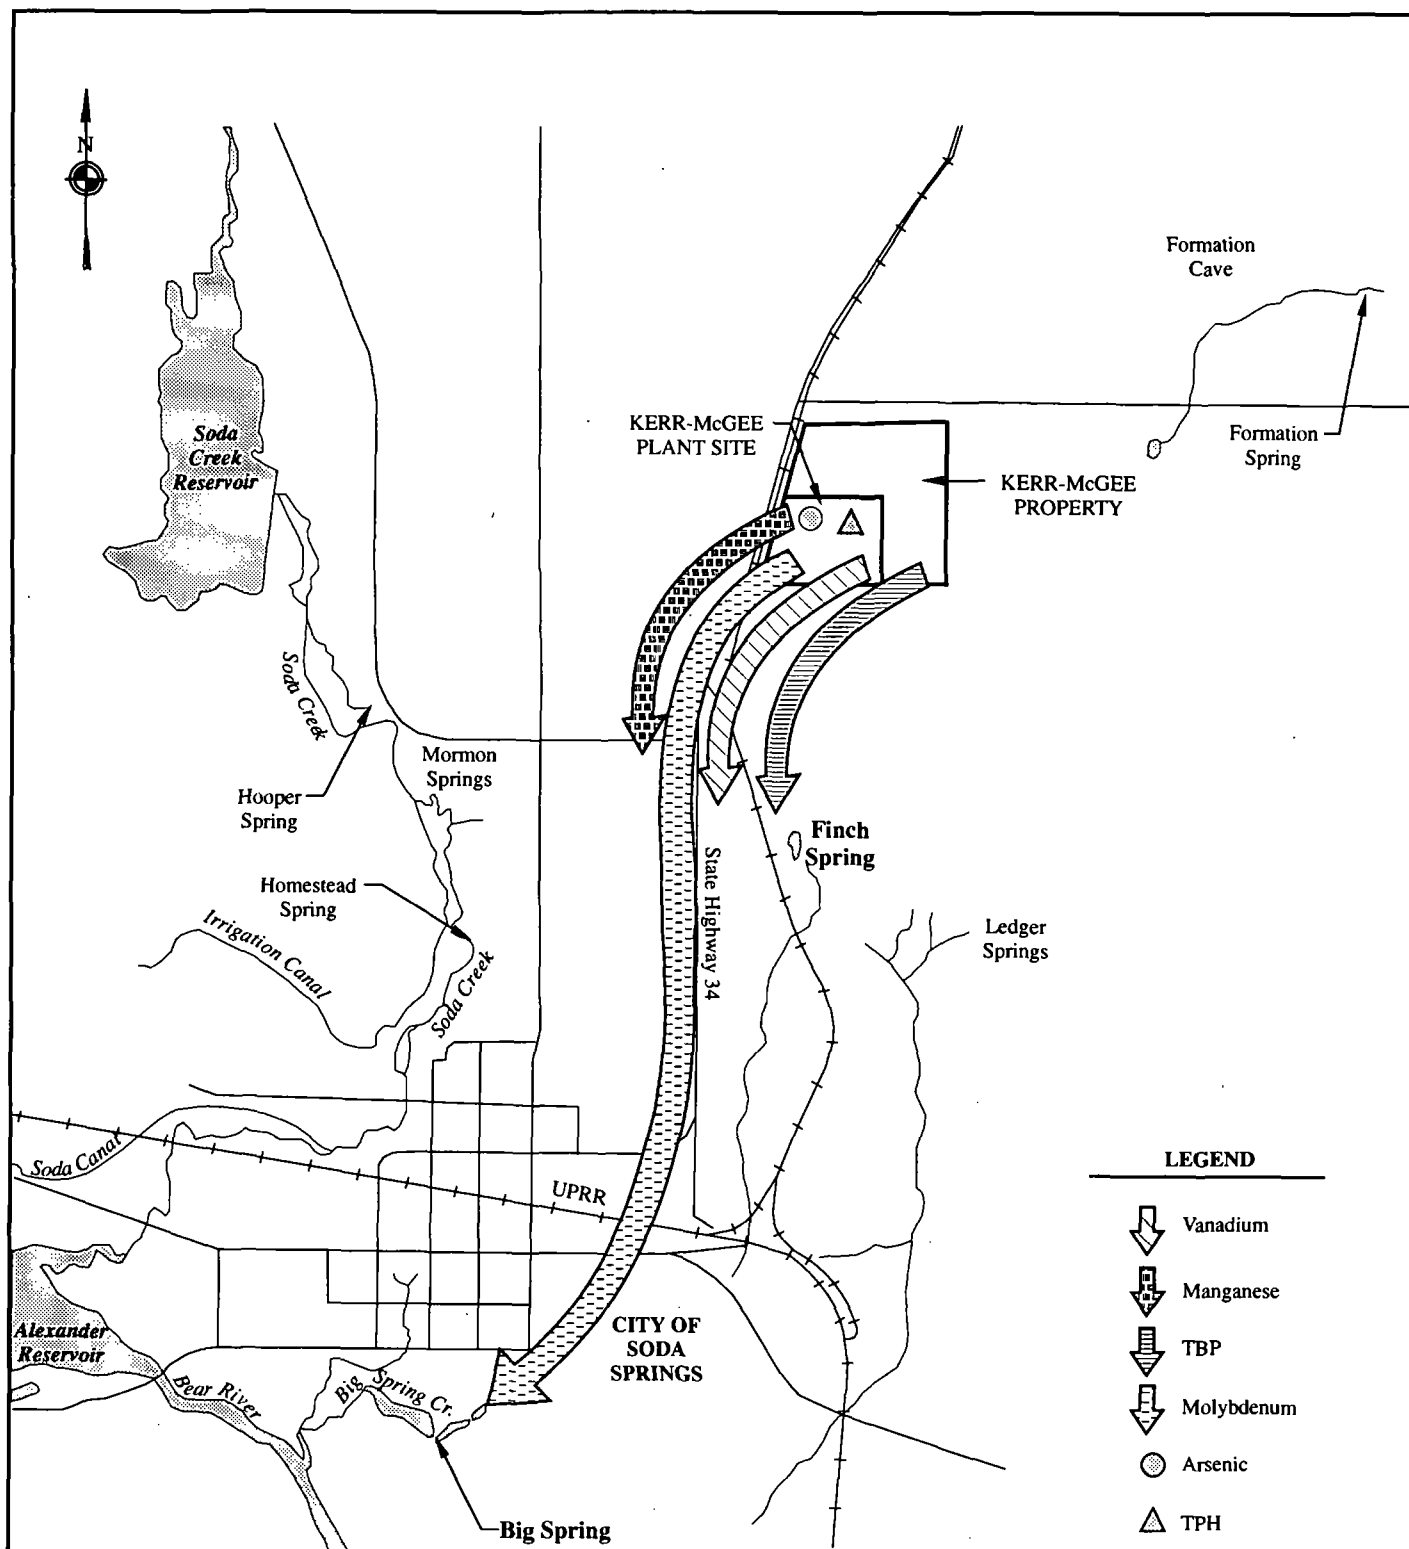 N
Formation
Cave
KERR-McGEE
PLANT SITE
Formation
Spring
Soda
Creek
Reservoir
KERR-McGEE
PROPERTY
Soda Creek
Mormon
Springs
Hooper
Spring
Finch
Spring
State Highway 34
Homestead
Spring
Irrigation Canal
Ledger
Springs
Soda Creek
Soda Canal
UPRR
LEGEND
Vanadium
Manganese
TBP
Molybdenum
Arsenic
TPH
CITY OF
SODA
SPRINGS
Alexander
Reservoir
Bear River
Big Spring Cr.
Big Spring